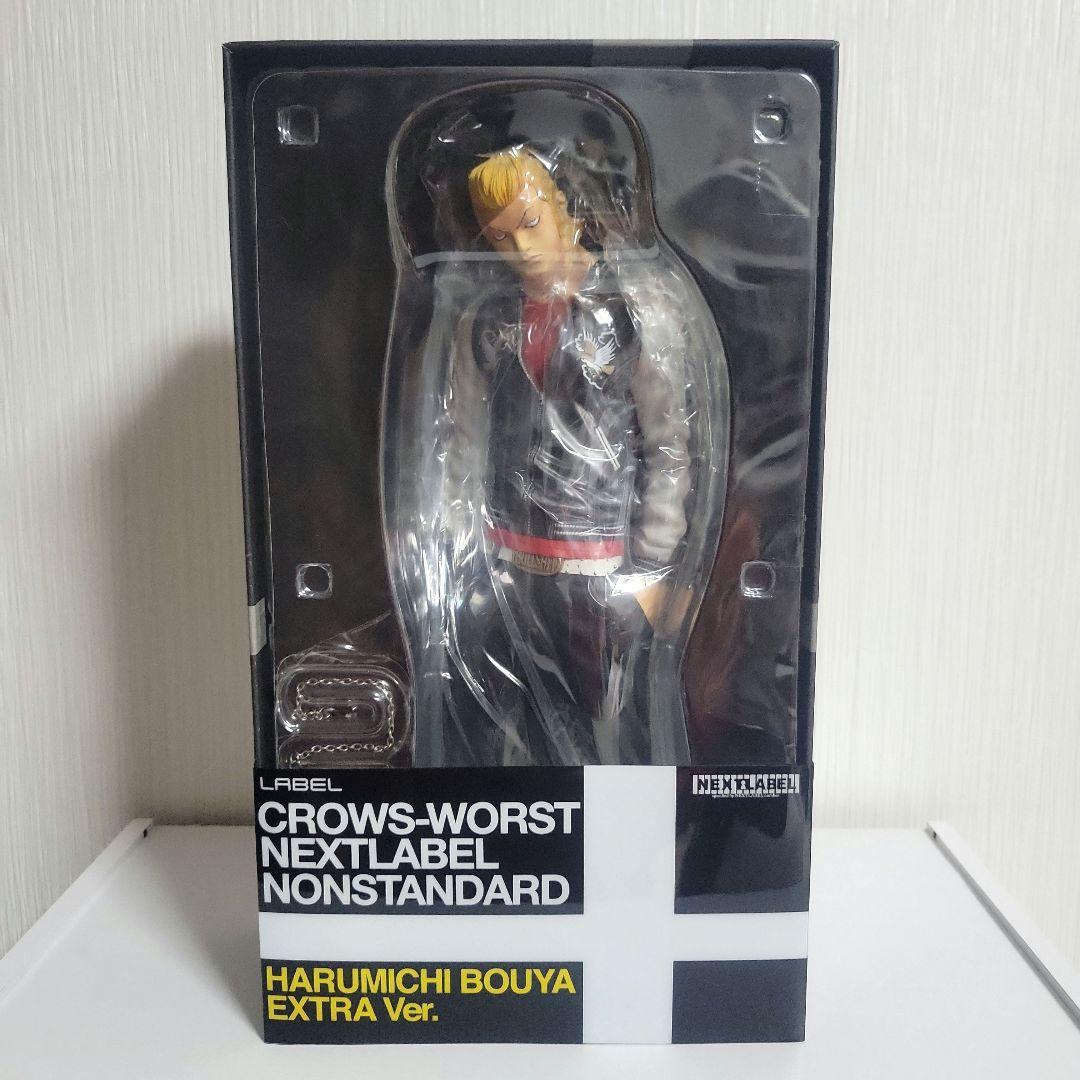 LABEL
NEXTLABEL
CROWS-WORST
NEXTLABEL
NONSTANDARD
HARUMICHI BOUYA
EXTRA Ver.